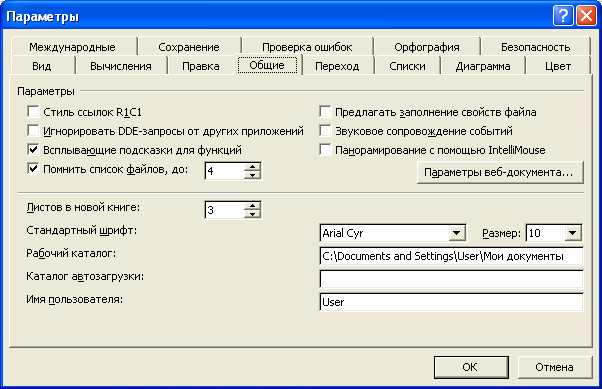 Параметры
Международные Сохранение Проверка ошибок Орфография Безопасность
Вид Вычисления Правка Общие Переход Списки Диаграмма Цвет
Параметры
Стиль ссылок R1C1 Предлагать заполнение свойств файла
Игнорировать DDE-запросы от других приложений Звуковое сопровождение событий
Всплывающие подсказки для функций Панорамирование с помощью IntelliMouse
Помнить список файлов, до: 4 Параметры веб-документа...
Листов в новой книге: 3
Стандартный шрифт: Arial Cyr Размер: 10
Рабочий каталог: C:\Documents and Settings\User\Мои документы
Каталог автозагрузки:
Имя пользователя: User
ОК Отмена